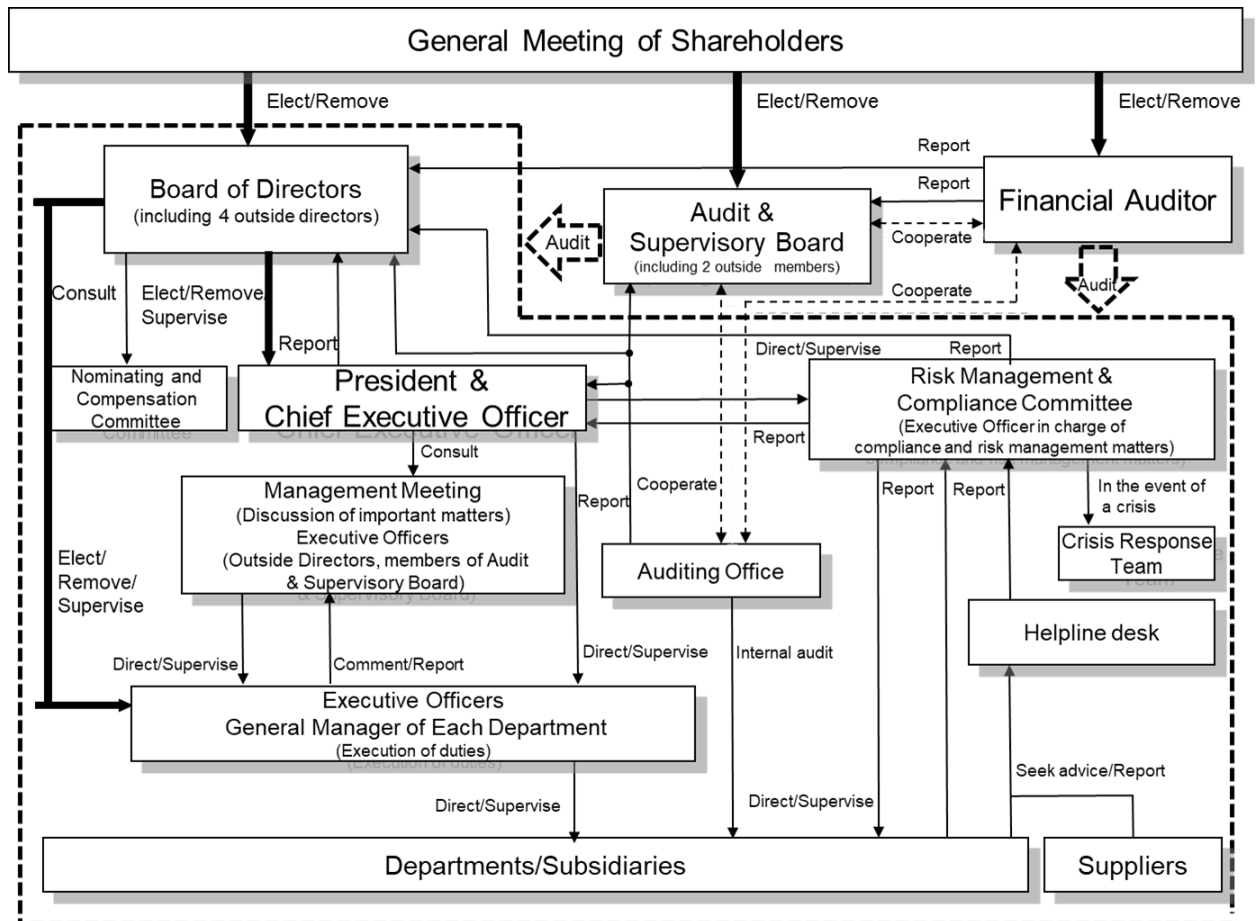 General Meeting of Shareholders
Elect/Remove
Elect/Remove
Elect/Remove
Board of Directors
(including 4 outside directors)
Report
Report
Financial Auditor
Audit &
Supervisory Board
(including 2 outside members)
Audit
Cooperate
Cooperate
Audit
Consult
Elect/Remove/
Supervise
Report
Direct/Supervise
Report
Nominating and
Compensation
Committee
President &
Chief Executive Officer
Risk Management &
Compliance Committee
(Executive Officer in charge of
compliance and risk management matters)
Report
Consult
Management Meeting
(Discussion of important matters)
Executive Officers
(Outside Directors, members of Audit
& Supervisory Board)
Report
Cooperate
Report
Report
In the event of
a crisis
Crisis Response
Team
Auditing Office
Elect/
Remove/
Supervise
Helpline desk
Direct/Supervise
Comment/Report
Direct/Supervise
Internal audit
Executive Officers
General Manager of Each Department
(Execution of duties)
Seek advice/Report
Direct/Supervise
Direct/Supervise
Departments/Subsidiaries
Suppliers